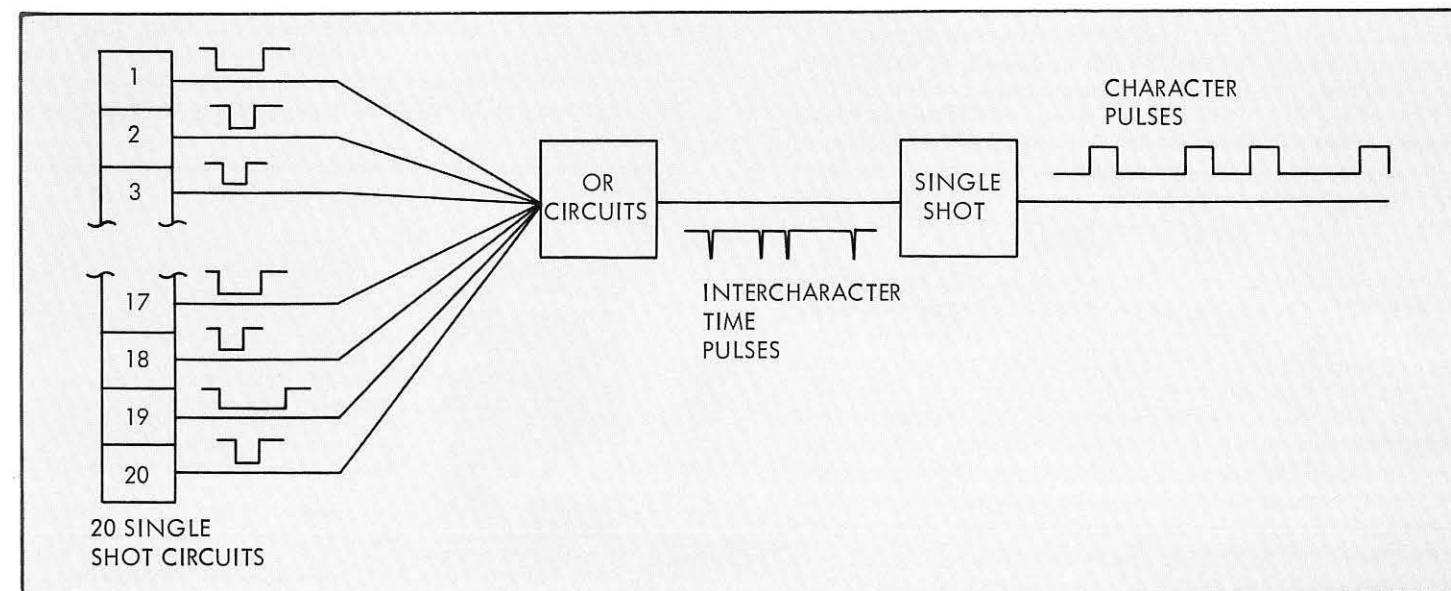 1
2
3
17
18
19
20
20 SINGLE
SHOT CIRCUITS
OR
CIRCUITS
INTERCHARACTER
TIME
PULSES
SINGLE
SHOT
CHARACTER
PULSES